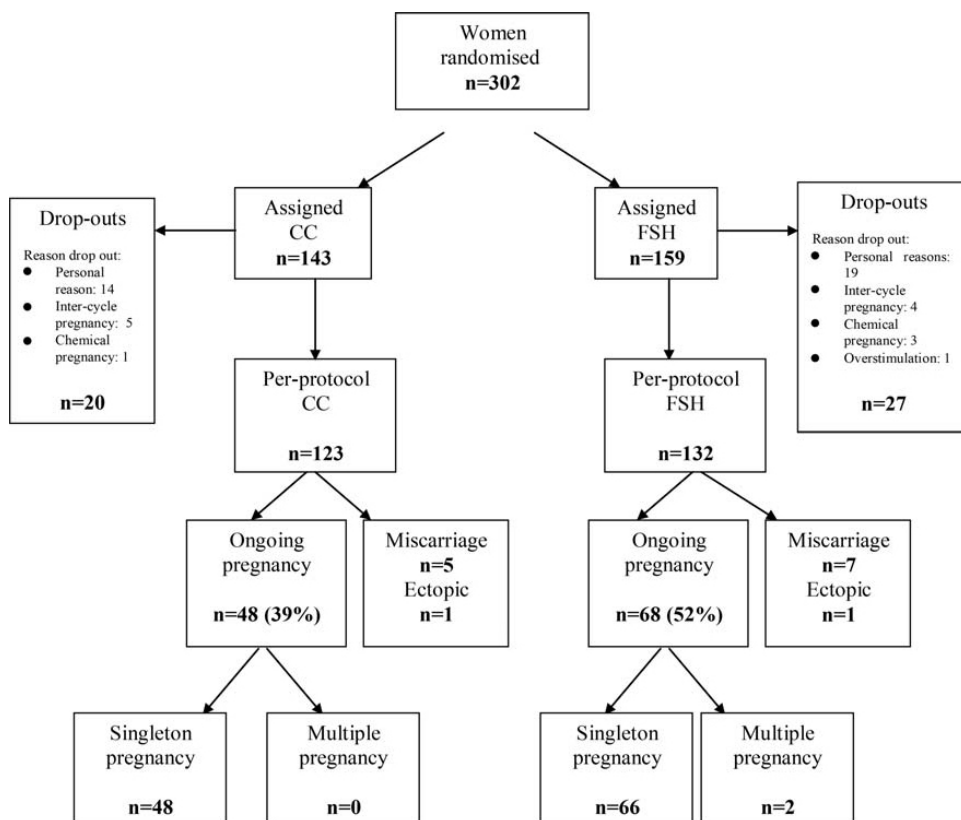 Women
randomised
n=302
Assigned
CC
n=143
Assigned
FSH
n=159
Drop-outs
Reason drop out:
● Personal
reason: 14
● Inter-cycle
pregnancy: 5
● Chemical
pregnancy: 1
n=20
Drop-outs
Reason drop out:
● Personal reasons:
19
● Inter-cycle
pregnancy: 4
● Chemical
pregnancy: 3
● Overstimulation: 1
n=27
Per-protocol
CC
n=123
Per-protocol
FSH
n=132
Ongoing
pregnancy
n=48 (39%)
Miscarriage
n=5
Ectopic
n=1
Ongoing
pregnancy
n=68 (52%)
Miscarriage
n=7
Ectopic
n=1
Singleton
pregnancy
n=48
Multiple
pregnancy
n=0
Singleton
pregnancy
n=66
Multiple
pregnancy
n=2